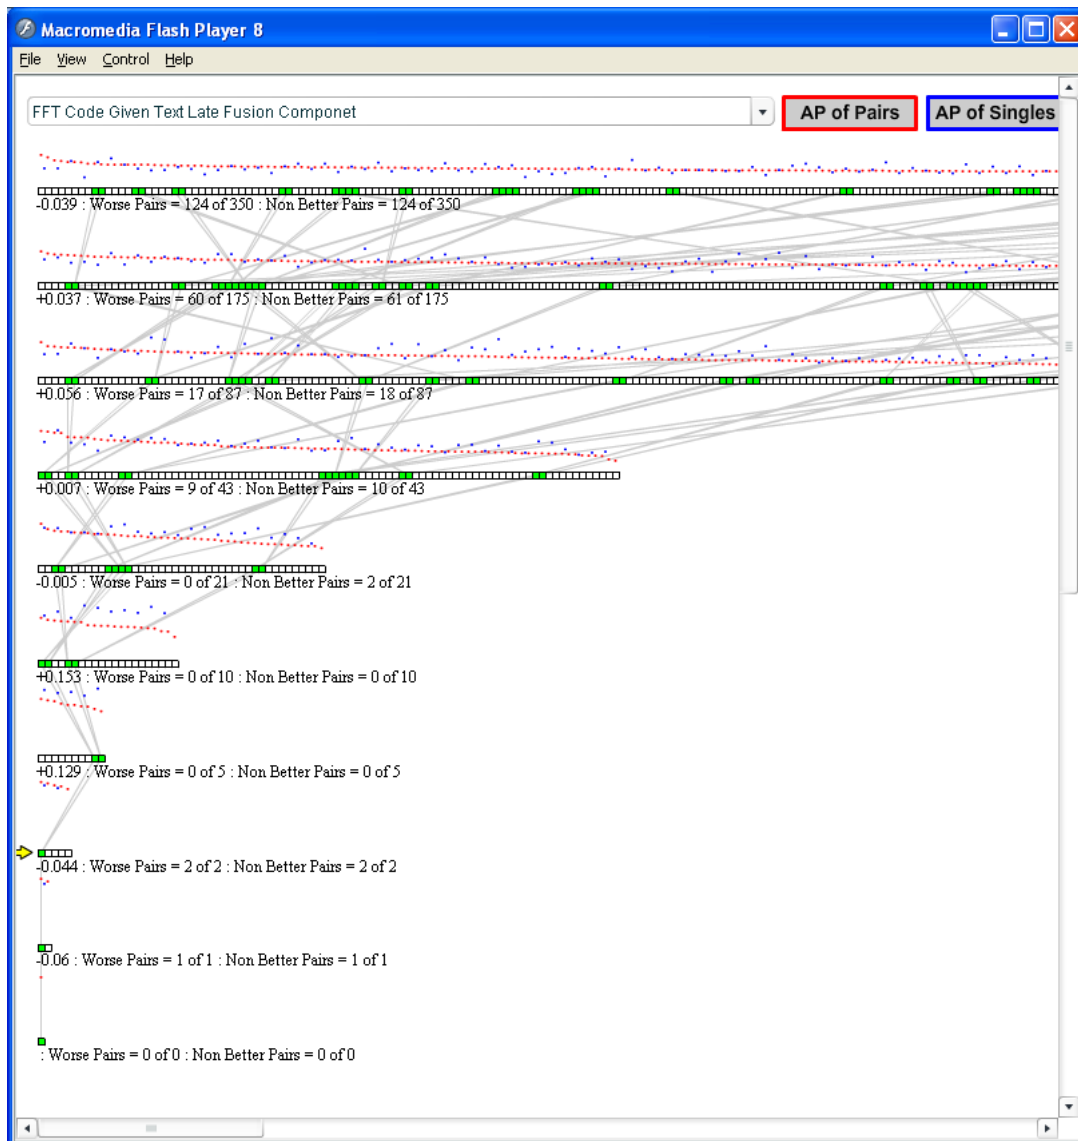 Macromedia Flash Player 8
File View Control Help
FFT Code Given Text Late Fusion Componet
AP of Pairs
AP of Singles
-0.039 : Worse Pairs = 124 of 350 : Non Better Pairs = 124 of 350
+0.037 : Worse Pairs = 60 of 175 : Non Better Pairs = 61 of 175
+0.056 : Worse Pairs = 17 of 87 : Non Better Pairs = 18 of 87
+0.007 : Worse Pairs = 9 of 43 : Non Better Pairs = 10 of 43
-0.005 : Worse Pairs = 0 of 21 : Non Better Pairs = 2 of 21
+0.153 : Worse Pairs = 0 of 10 : Non Better Pairs = 0 of 10
+0.129 : Worse Pairs = 0 of 5 : Non Better Pairs = 0 of 5
-0.044 : Worse Pairs = 2 of 2 : Non Better Pairs = 2 of 2
-0.06 : Worse Pairs = 1 of 1 : Non Better Pairs = 1 of 1
: Worse Pairs = 0 of 0 : Non Better Pairs = 0 of 0